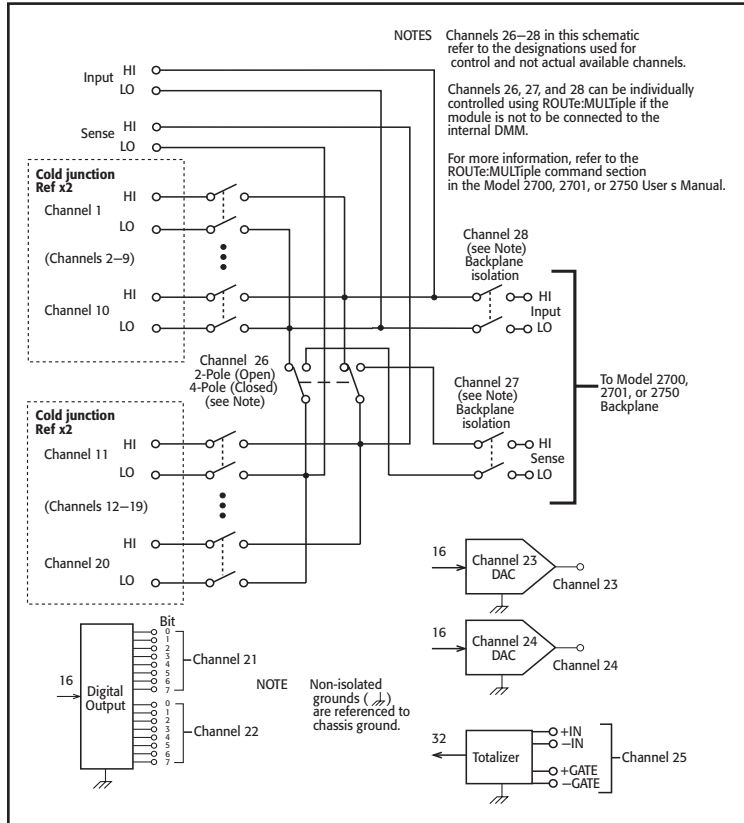 NOTES Channels 26–28 in this schematic
refer to the designations used for
control and not actual available channels.
Channels 26, 27, and 28 can be individually
controlled using ROUTe:MULTiple if the
module is not to be connected to the
internal DMM.
For more information, refer to the
ROUTe:MULTiple command section
in the Model 2700, 2701, or 2750 User s Manual.
Input HI
LO
Sense HI
LO
Cold junction
Ref x2
HI
Channel 1
LO
(Channels 2–9)
HI
Channel 10
LO
Channel 28
(see Note)
Backplane
isolation
HI
Input
LO
Channel 26
2-Pole (Open)
4-Pole (Closed)
(see Note)
Channel 27
(see Note)
Backplane
isolation
HI
Sense
LO
To Model 2700,
2701, or 2750
Backplane
Cold junction
Ref x2
HI
Channel 11
LO
(Channels 12–19)
HI
Channel 20
LO
16
Channel 23
DAC
Channel 23
16
Channel 24
DAC
Channel 24
Bit
0
1
2
3
4
5
6
7
Channel 21
16
Digital
Output
0
1
2
3
4
5
6
7
Channel 22
NOTE Non-isolated
grounds ( )
are referenced to
chassis ground.
32
Totalizer
+IN
–IN
+GATE
–GATE
Channel 25